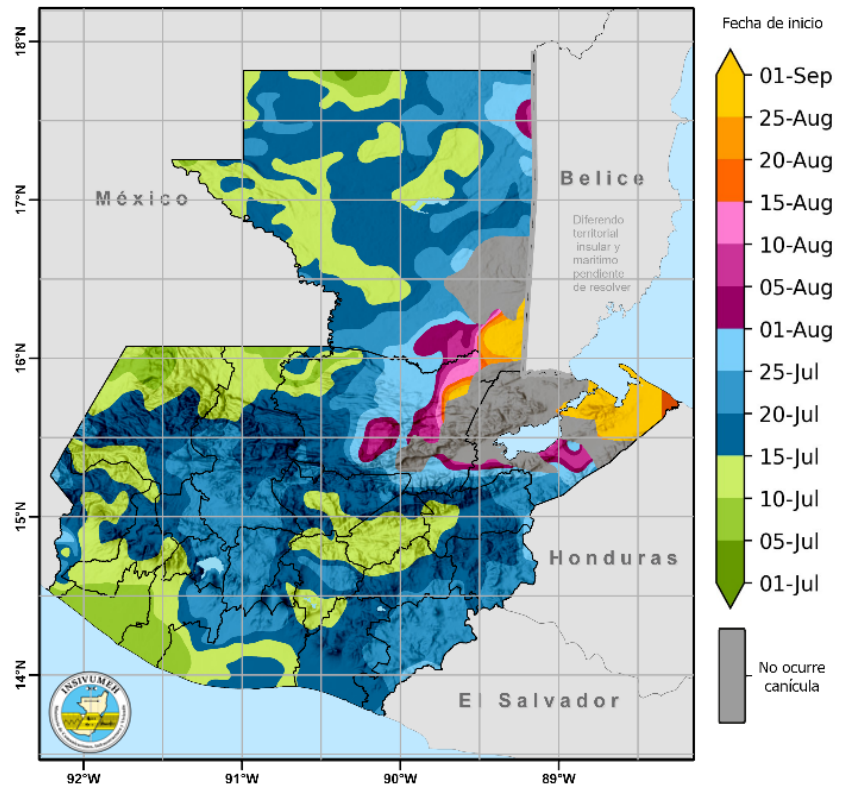 Fecha de inicio
18°N
17°N
16°N
15°N
14°N
92°W
91°W
90°W
89°W
México
Belice
Diferendo
territorial
insular y
marítimo
pendiente
de resolver
Honduras
El Salvador
INSIVUMEH
01-Sep
25-Aug
20-Aug
15-Aug
10-Aug
05-Aug
01-Aug
25-Jul
20-Jul
15-Jul
10-Jul
05-Jul
01-Jul
No ocurre
canícula